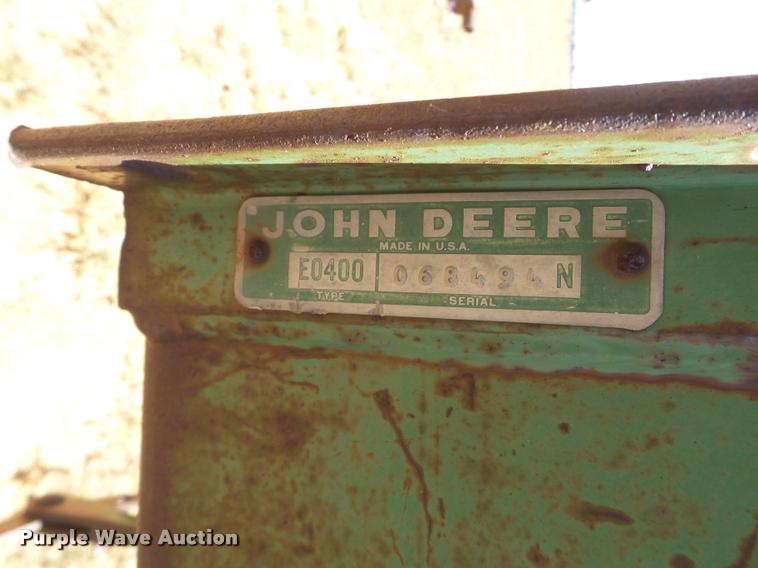 JOHN DEERE
MADE IN U.S.A.
E0400 068494 N
TYPE SERIAL
Purple Wave Auction